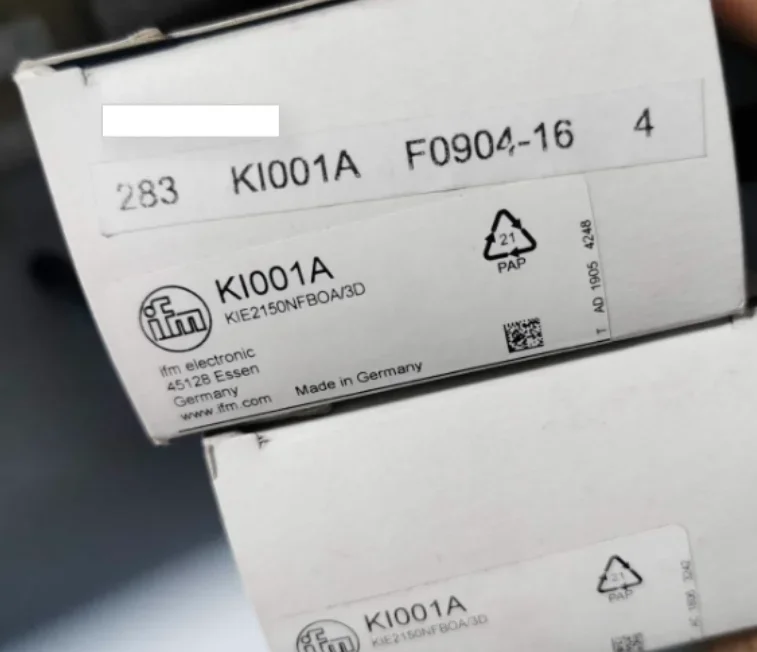 283 KI001A F0904-16 4
ifm
KI001A
KIE2150NFBOA/3D
ifm electronic
45128 Essen
Germany
www.ifm.com
Made in Germany
21
PAP
T AD 1905 4248
ifm
KI001A
KIE2150NFBOA/3D
21
PAP